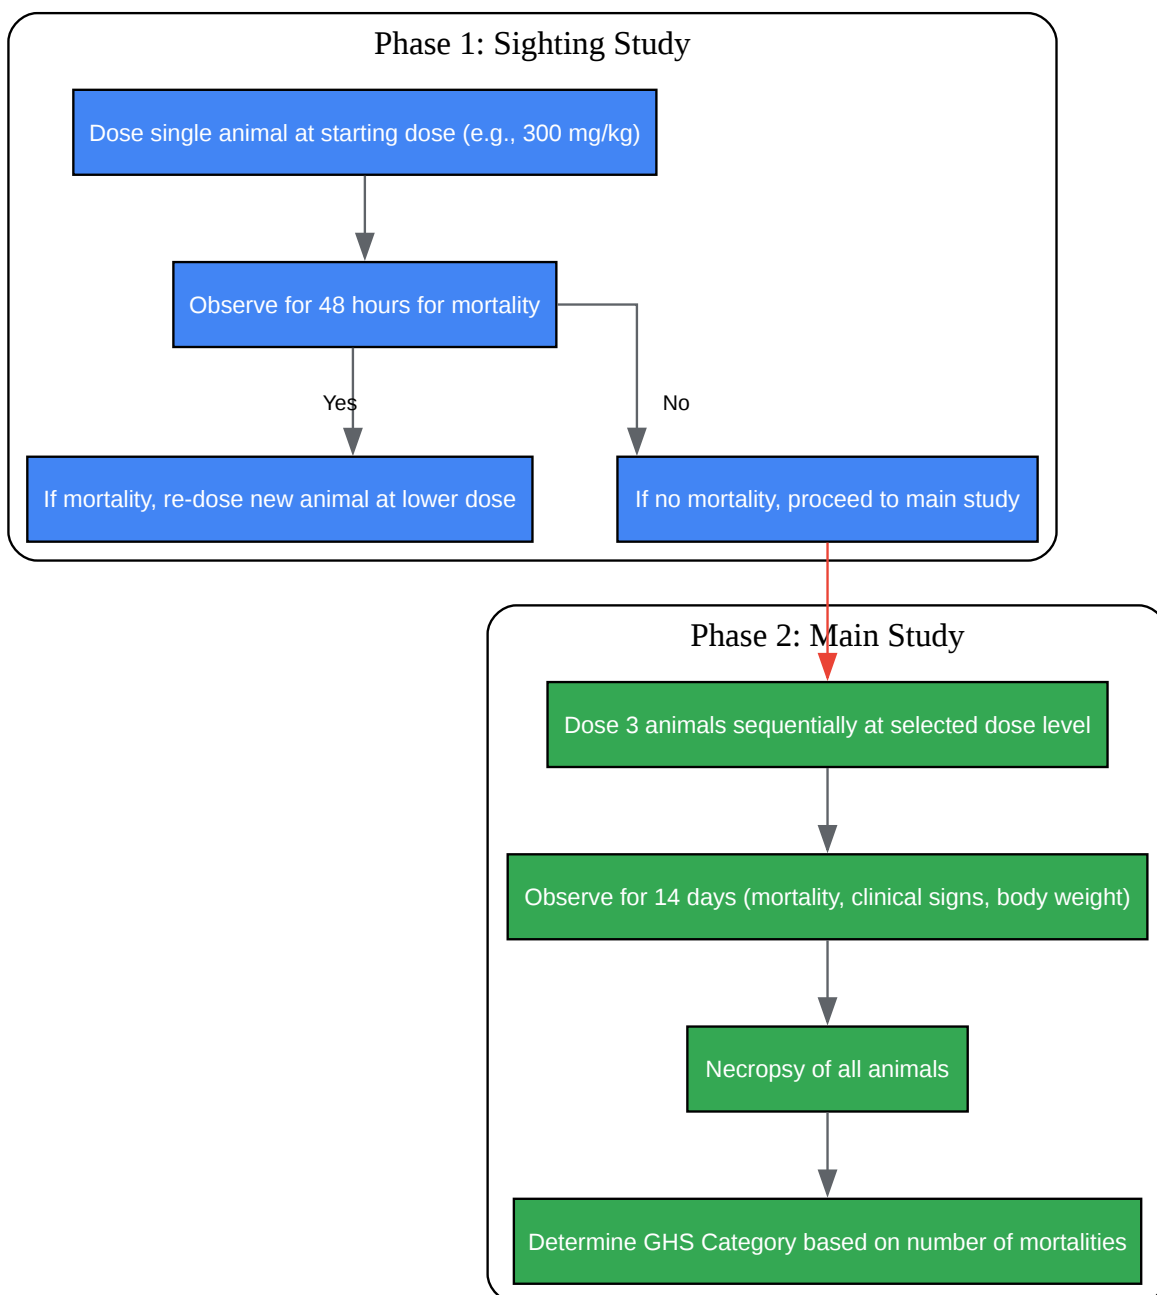 Phase 1: Sighting Study
Dose single animal at starting dose (e.g., 300 mg/kg)
Observe for 48 hours for mortality
Yes
No
If mortality, re-dose new animal at lower dose
If no mortality, proceed to main study
Phase 2: Main Study
Dose 3 animals sequentially at selected dose level
Observe for 14 days (mortality, clinical signs, body weight)
Necropsy of all animals
Determine GHS Category based on number of mortalities